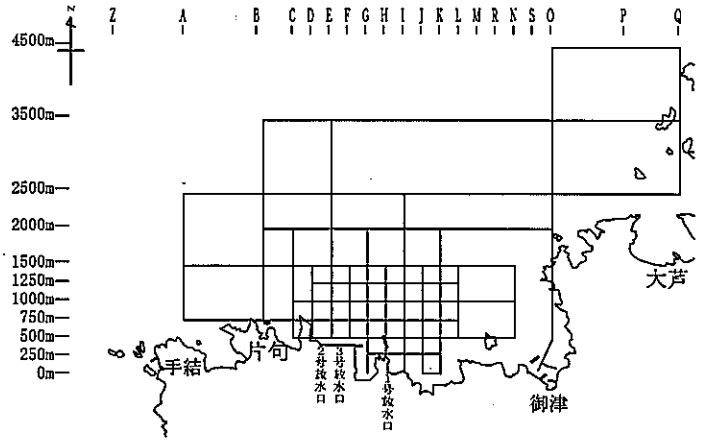 N
Z A B C D E F G H I J K L M R N S O P Q
4500m
3500m
2500m
2000m
1500m
1250m
1000m
750m
500m
250m
0m
手結
片句
2号放水口
3号放水口
1号放水口
御津
大芦